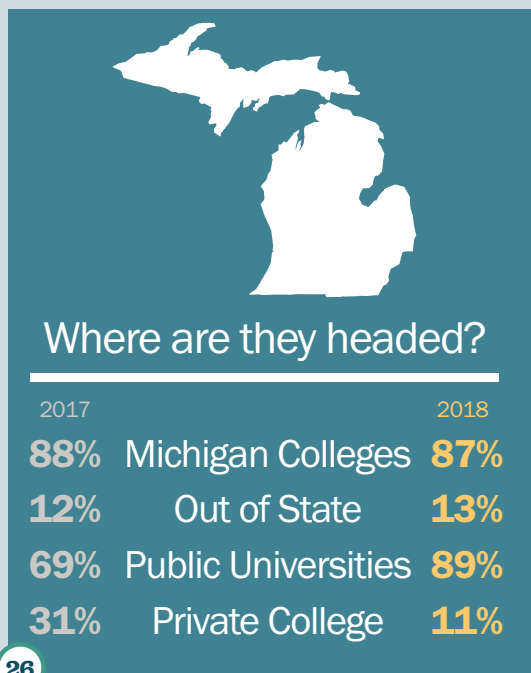 Where are they headed?
2017 2018
88% Michigan Colleges 87%
12% Out of State 13%
69% Public Universities 89%
31% Private College 11%
26